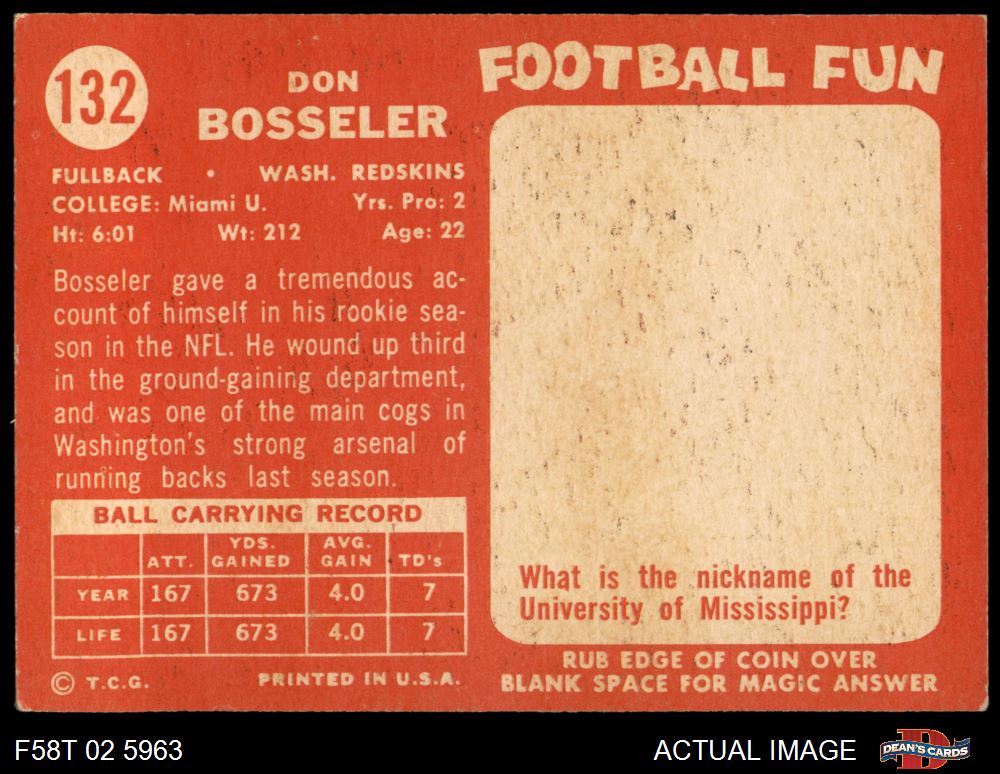 132
DON
BOSSELER
FULLBACK • WASH. REDSKINS
COLLEGE: Miami U. Yrs. Pro: 2
Ht: 6:01 Wt: 212 Age: 22
Bosseler gave a tremendous ac-
count of himself in his rookie sea-
son in the NFL. He wound up third
in the ground-gaining department,
and was one of the main cogs in
Washington's strong arsenal of
running backs last season.
BALL CARRYING RECORD
ATT. YDS. GAINED AVG. GAIN TD's
YEAR 167 673 4.0 7
LIFE 167 673 4.0 7
© T.C.G. PRINTED IN U.S.A.
FOOTBALL FUN
What is the nickname of the
University of Mississippi?
RUB EDGE OF COIN OVER
BLANK SPACE FOR MAGIC ANSWER
F58T 02 5963 ACTUAL IMAGE DEAN'S CARDS